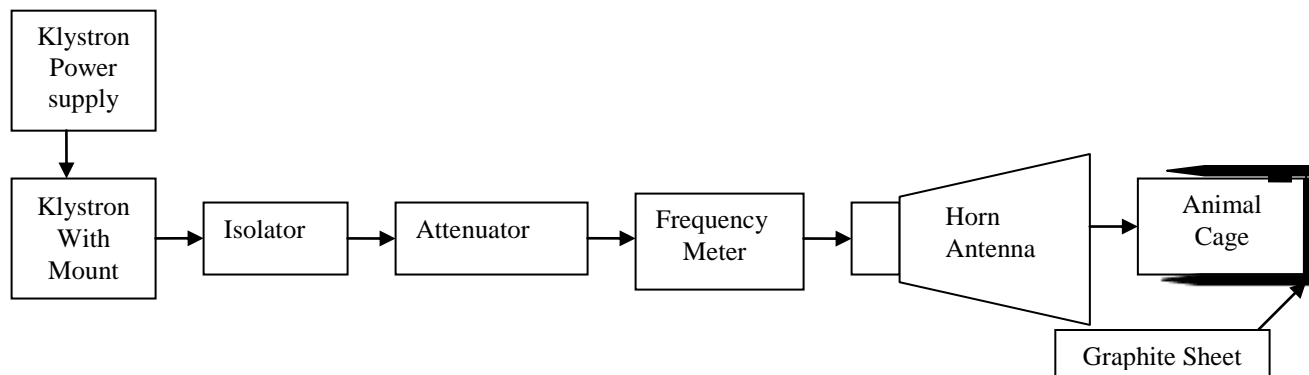 Klystron
Power
supply
Klystron
With
Mount
Isolator
Attenuator
Frequency
Meter
Horn
Antenna
Animal
Cage
Graphite Sheet